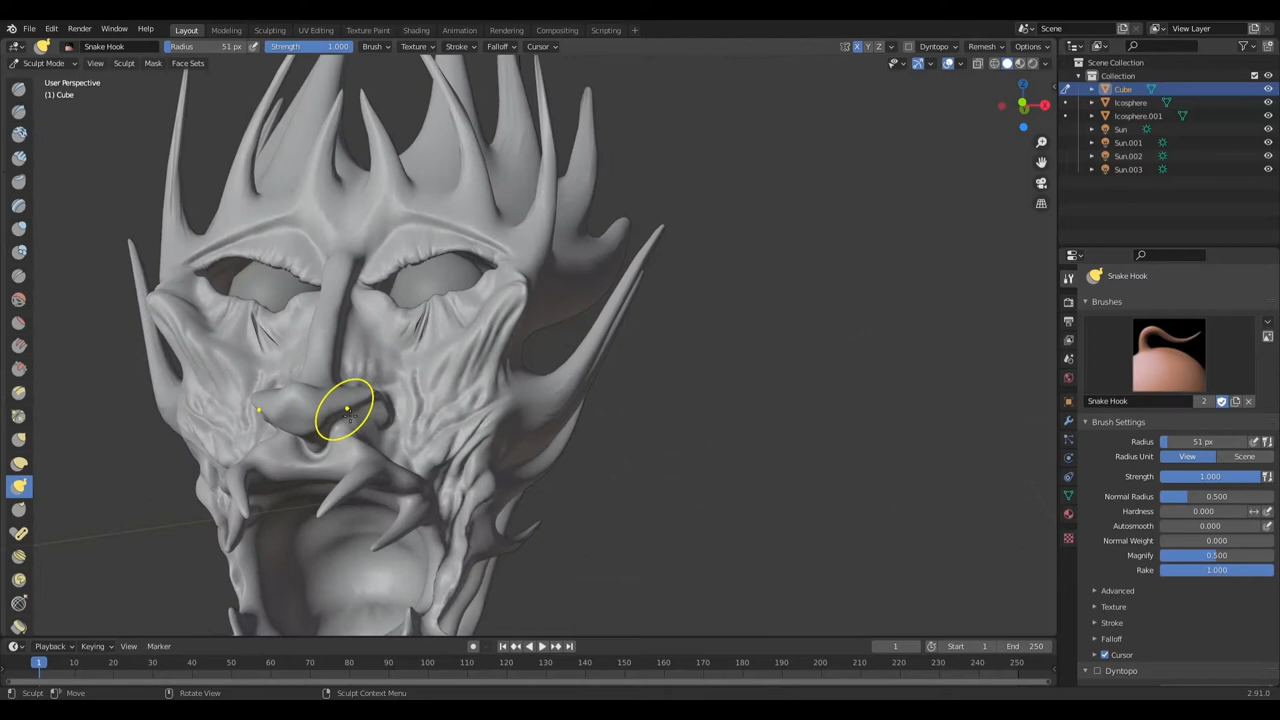 File Edit Render Window Help Layout Modeling Sculpting UV Editing Texture Paint Shading Animation Rendering Compositing Scripting + Scene View Layer
Snake Hook Radius 51 px Strength 1.000 Brush Texture Stroke Falloff Cursor X Y Z Dyntopo Remesh Options
Sculpt Mode View Sculpt Mask Face Sets
User Perspective
(1) Cube
Scene Collection
Collection
Cube
Icosphere
Icosphere.001
Sun
Sun.001
Sun.002
Sun.003
Z
X
Y
Snake Hook
Brushes
Snake Hook 2
Brush Settings
Radius 51 px
Radius Unit View Scene
Strength 1.000
Normal Radius 0.500
Hardness 0.000
Autosmooth 0.000
Normal Weight 0.000
Magnify 0.500
Rake 1.000
Advanced
Texture
Stroke
Falloff
Cursor
Dyntopo
Playback Keying View Marker 1 Start 1 End 250
1 10 20 30 40 50 60 70 80 90 100 110 120 130 140 150 160 170 180 190 200 210 220 230 240 250
Sculpt Move Rotate View Sculpt Context Menu 2.91.0